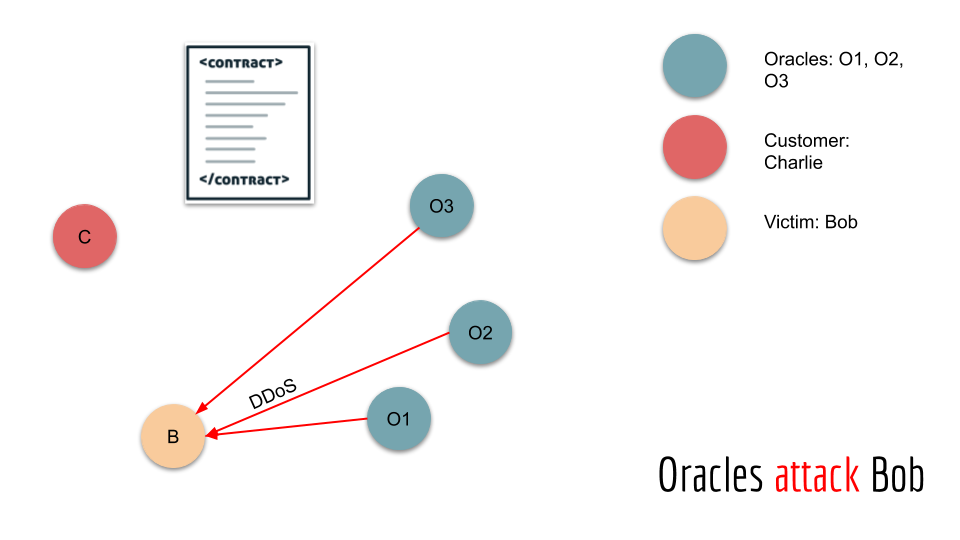 <CONTRACT>
</CONTRACT>
Oracles: O1, O2,
O3
Customer:
Charlie
Victim: Bob
C
O3
O2
DDoS
O1
B
Oracles attack Bob